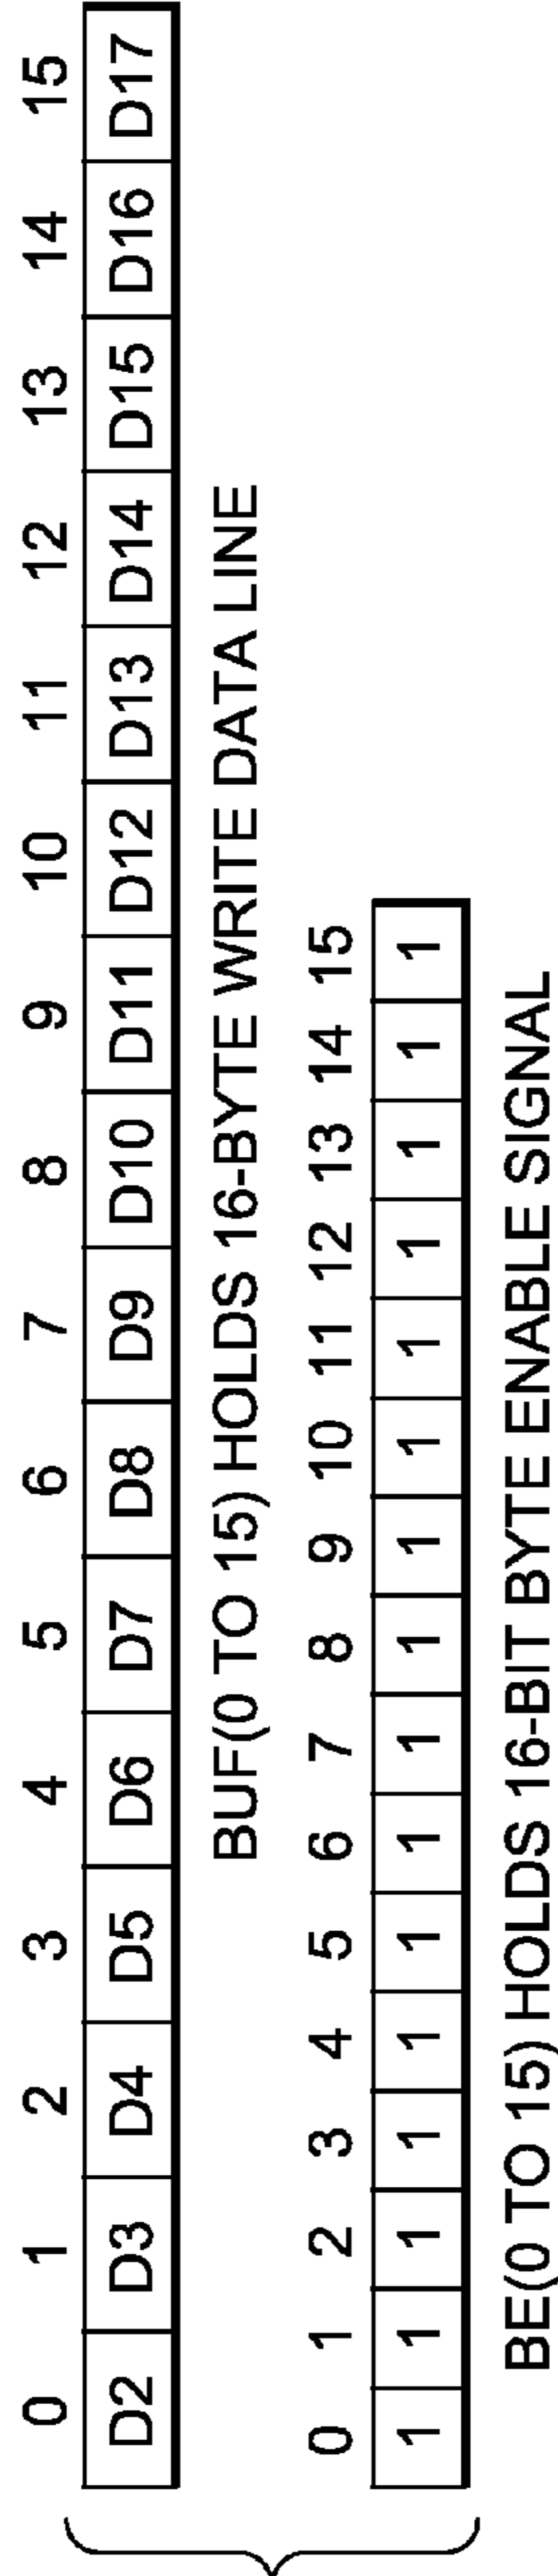 0 1 2 3 4 5 6 7 8 9 10 11 12 13 14 15
D2 D3 D4 D5 D6 D7 D8 D9 D10 D11 D12 D13 D14 D15 D16 D17
BUF(0 TO 15) HOLDS 16-BYTE WRITE DATA LINE
0 1 2 3 4 5 6 7 8 9 10 11 12 13 14 15
1 1 1 1 1 1 1 1 1 1 1 1 1 1 1 1
BE(0 TO 15) HOLDS 16-BIT BYTE ENABLE SIGNAL